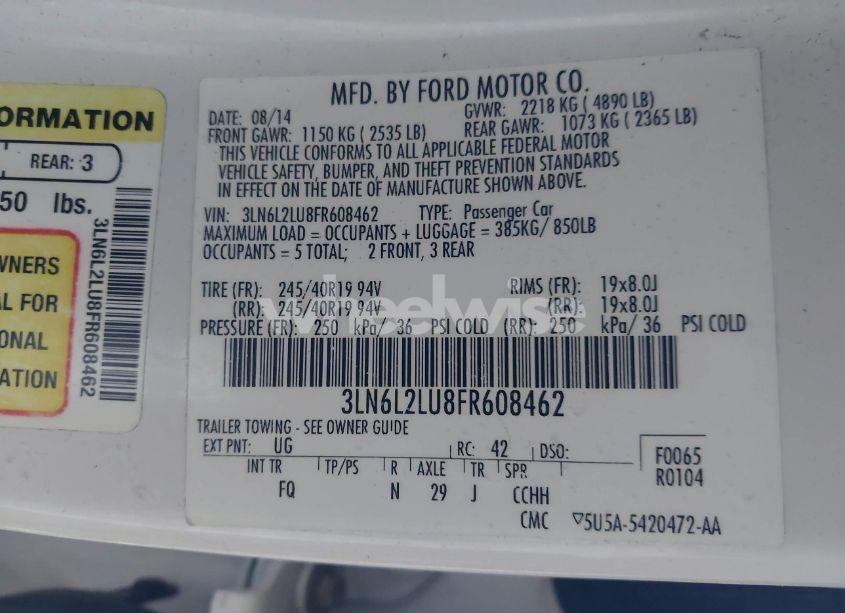 ORMATION
REAR: 3
50 lbs.
3LN6L2LU8FR608462
WNERS
AL FOR
ONAL
ATION
MFD. BY FORD MOTOR CO.
DATE: 08/14 GVWR: 2218 KG ( 4890 LB)
FRONT GAWR: 1150 KG ( 2535 LB) REAR GAWR: 1073 KG ( 2365 LB)
THIS VEHICLE CONFORMS TO ALL APPLICABLE FEDERAL MOTOR
VEHICLE SAFETY, BUMPER, AND THEFT PREVENTION STANDARDS
IN EFFECT ON THE DATE OF MANUFACTURE SHOWN ABOVE.
VIN: 3LN6L2LU8FR608462 TYPE: Passenger Car
MAXIMUM LOAD = OCCUPANTS + LUGGAGE = 385KG/ 850LB
OCCUPANTS = 5 TOTAL; 2 FRONT, 3 REAR
TIRE (FR): 245/40R19 94V RIMS (FR): 19x8.0J
(RR): 245/40R19 94V (RR): 19x8.0J
PRESSURE (FR): 250 kPa/ 36 PSI COLD (RR): 250 kPa/ 36 PSI COLD
wheelwise
3LN6L2LU8FR608462
TRAILER TOWING - SEE OWNER GUIDE
EXT PNT: UG RC: 42 DSO:
F0065
R0104
INT TR TP/PS R AXLE TR SPR
FQ N 29 J CCHH
CMC ▽5U5A-5420472-AA